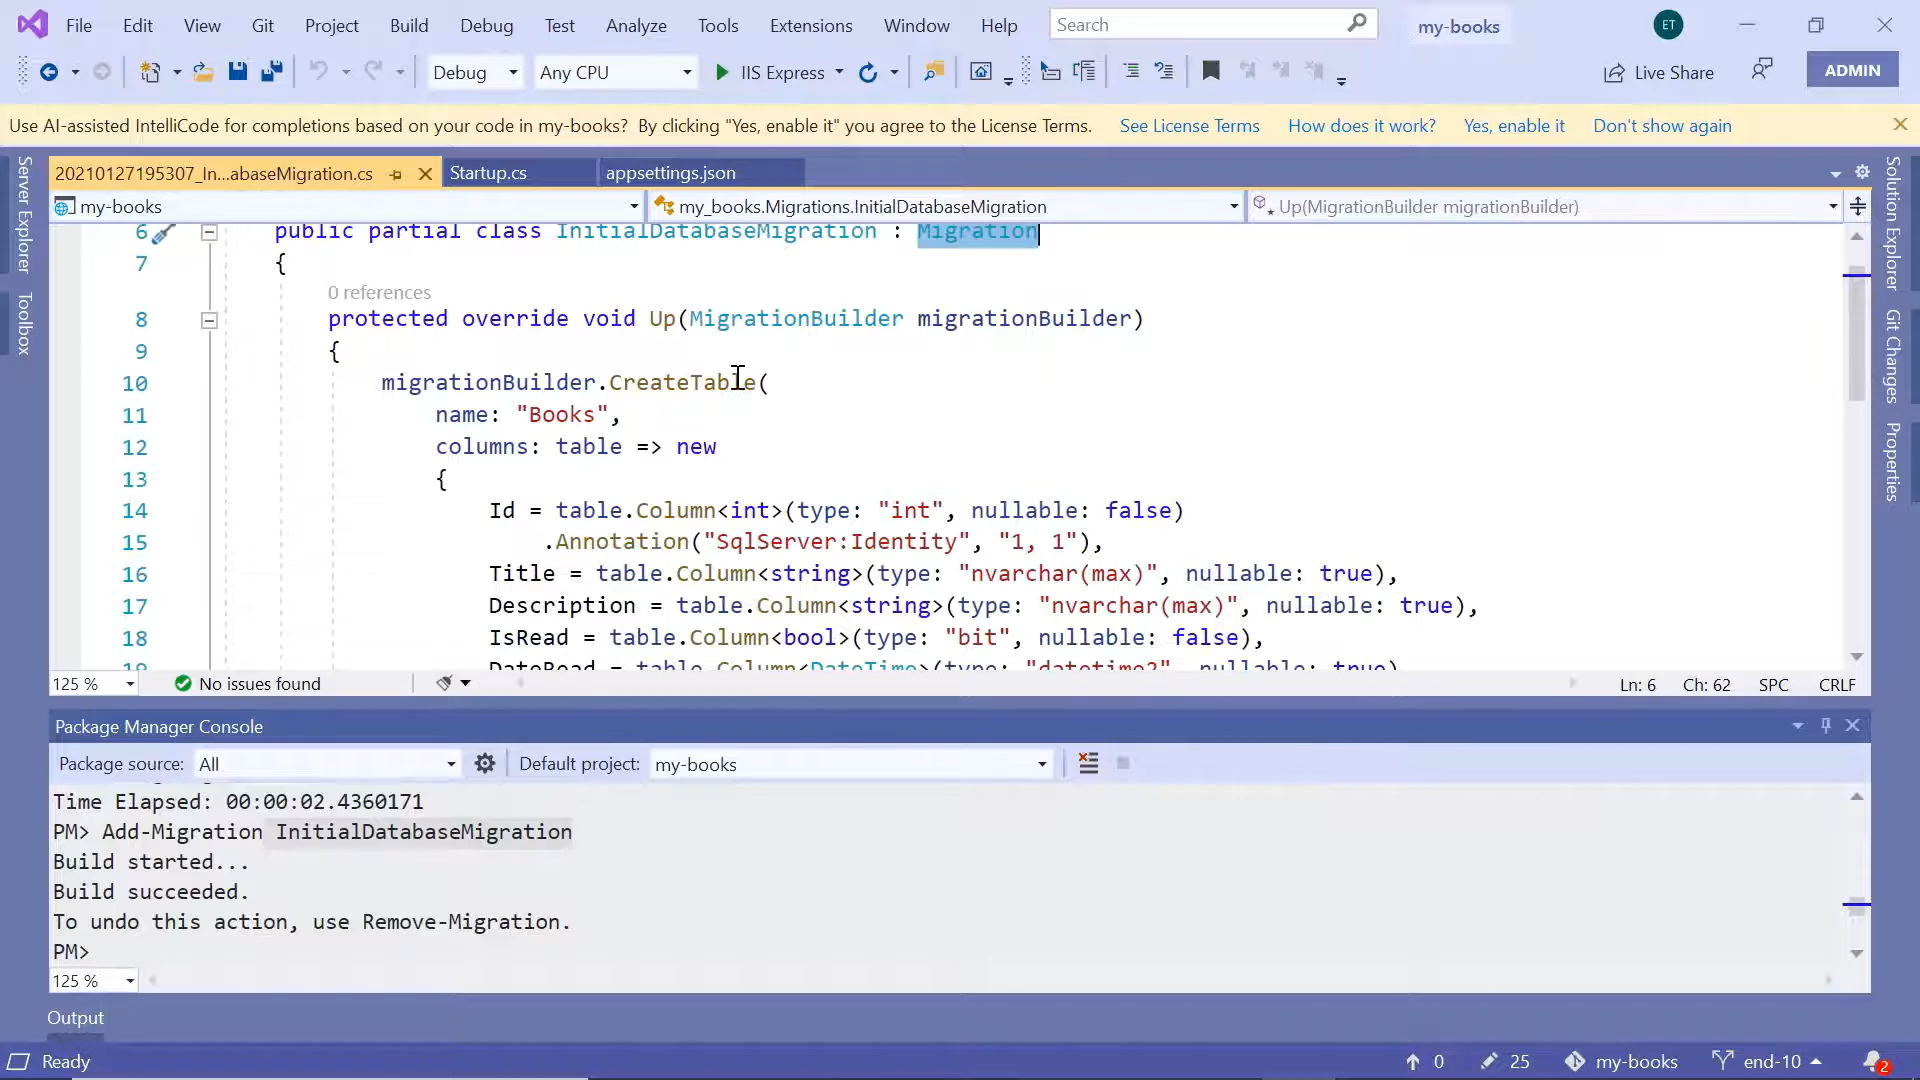 File Edit View Git Project Build Debug Test Analyze Tools Extensions Window Help Search my-books ET
Debug Any CPU IIS Express Live Share ADMIN
Use AI-assisted IntelliCode for completions based on your code in my-books? By clicking "Yes, enable it" you agree to the License Terms. See License Terms How does it work? Yes, enable it Don't show again
Server Explorer
Toolbox
20210127195307_In...abaseMigration.cs Startup.cs appsettings.json
my-books my_books.Migrations.InitialDatabaseMigration Up(MigrationBuilder migrationBuilder)
6 public partial class InitialDatabaseMigration : Migration
7 {
0 references
8 protected override void Up(MigrationBuilder migrationBuilder)
9 {
10 migrationBuilder.CreateTable(
11 name: "Books",
12 columns: table => new
13 {
14 Id = table.Column<int>(type: "int", nullable: false)
15 .Annotation("SqlServer:Identity", "1, 1"),
16 Title = table.Column<string>(type: "nvarchar(max)", nullable: true),
17 Description = table.Column<string>(type: "nvarchar(max)", nullable: true),
18 IsRead = table.Column<bool>(type: "bit", nullable: false),
19 DateRead = table.Column<DateTime>(type: "datetime2", nullable: true)
Solution Explorer
Git Changes
Properties
125 % No issues found Ln: 6 Ch: 62 SPC CRLF
Package Manager Console
Package source: All Default project: my-books
Time Elapsed: 00:00:02.4360171
PM> Add-Migration InitialDatabaseMigration
Build started...
Build succeeded.
To undo this action, use Remove-Migration.
PM>
125 %
Output
Ready 0 25 my-books end-10 2